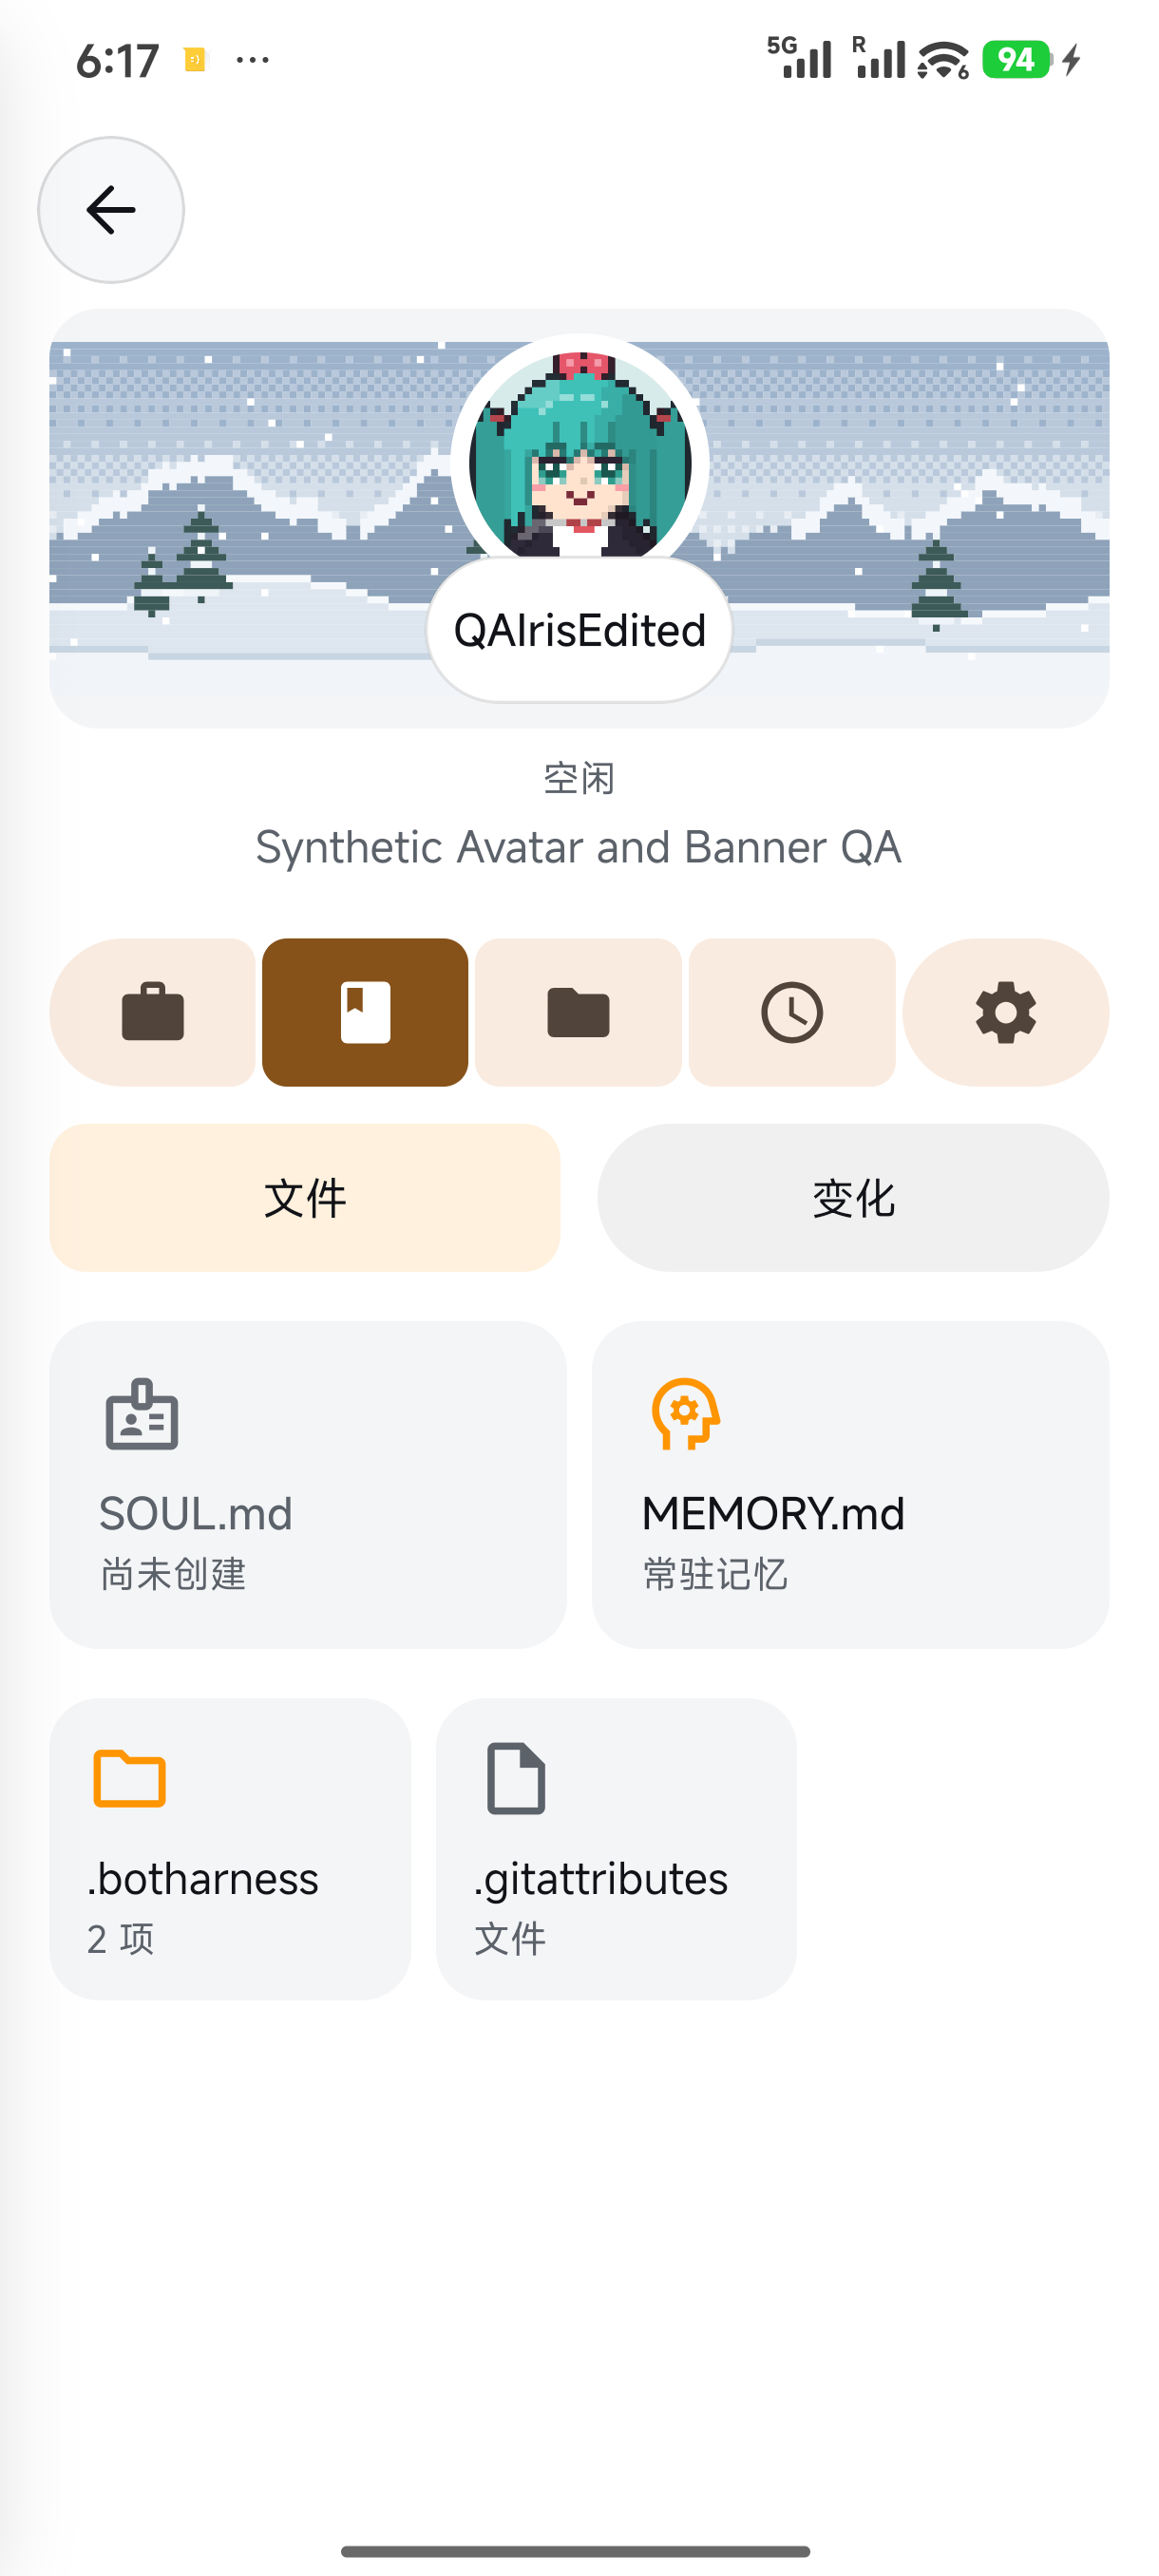 6:17
5G
R
6
94
QAIrisEdited
空闲
Synthetic Avatar and Banner QA
文件
变化
SOUL.md
尚未创建
MEMORY.md
常驻记忆
.botharness
2 项
.gitattributes
文件